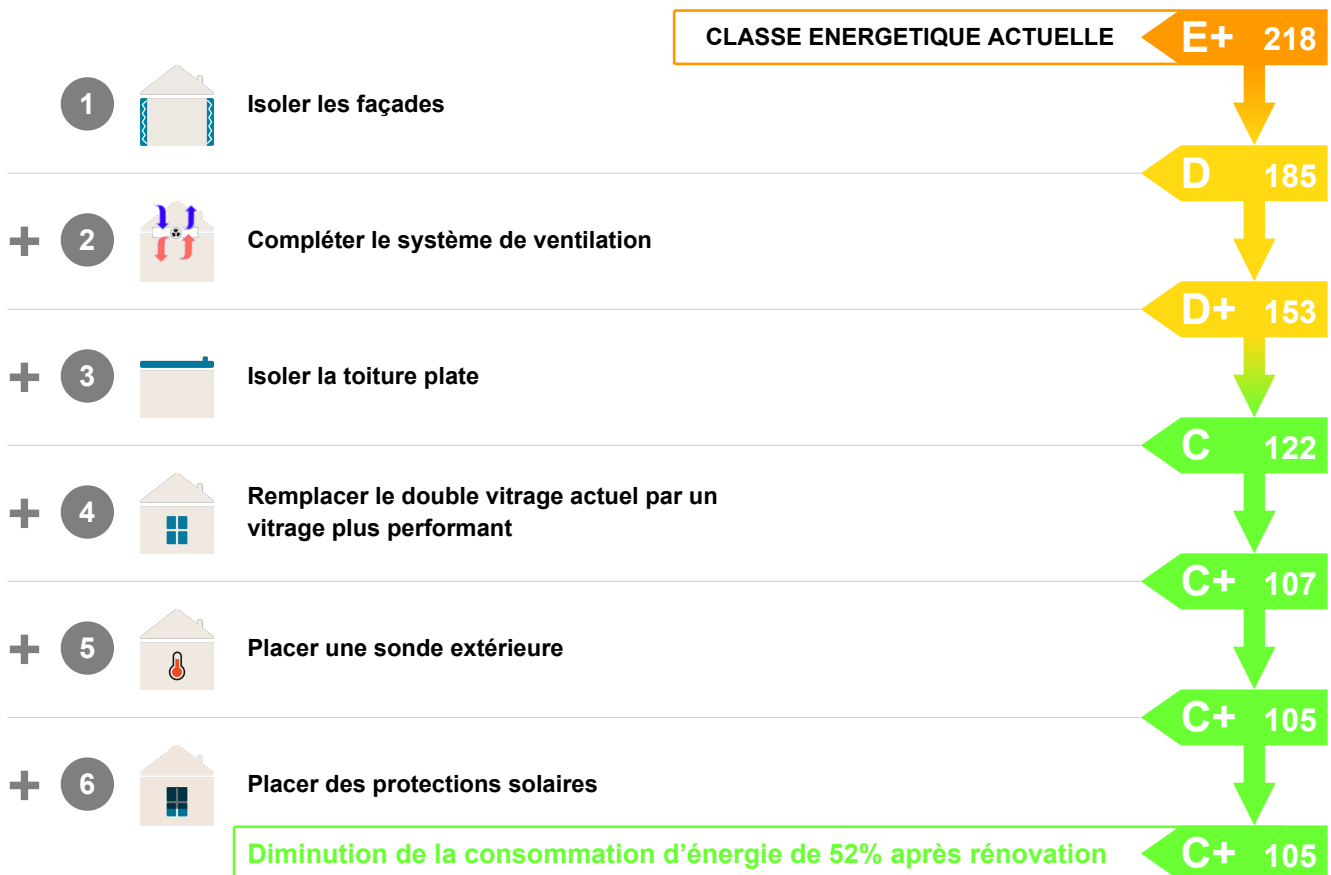 CLASSE ENERGETIQUE ACTUELLE E+ 218
1 Isoler les façades
D 185
+ 2 Compléter le système de ventilation
D+ 153
+ 3 Isoler la toiture plate
C 122
+ 4 Remplacer le double vitrage actuel par un
vitrage plus performant
C+ 107
+ 5 Placer une sonde extérieure
C+ 105
+ 6 Placer des protections solaires
Diminution de la consommation d’énergie de 52% après rénovation C+ 105